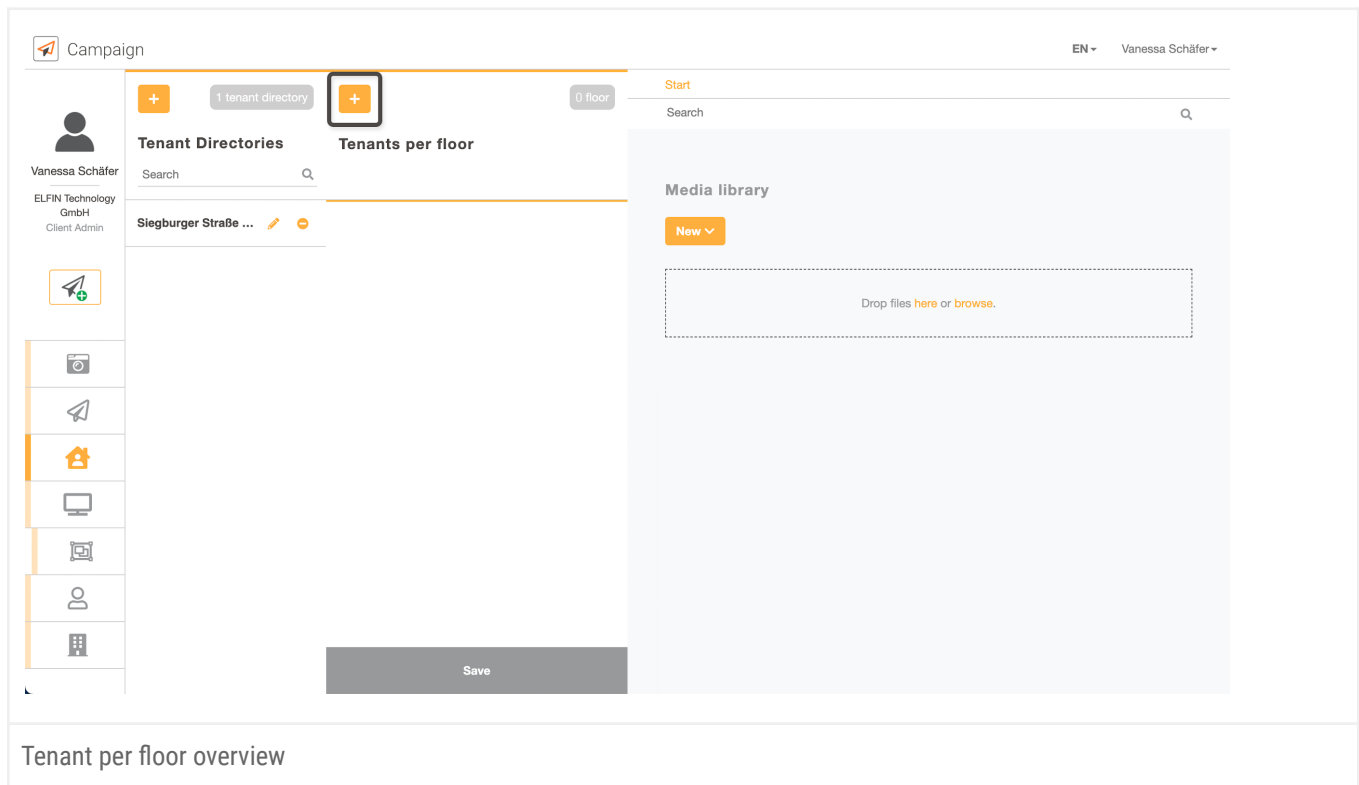 Campaign
EN
Vanessa Schäfer
Vanessa Schäfer
ELFIN Technology
GmbH
Client Admin
+
1 tenant directory
Tenant Directories
Search
Siegburger Straße ...
+
0 floor
Tenants per floor
Save
Start
Search
Media library
New
Drop files here or browse.
Tenant per floor overview